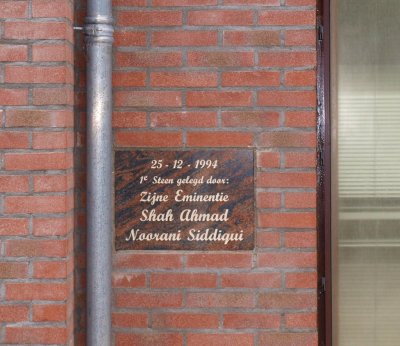 25 - 12 - 1994
1e Steen gelegd door:
Zijne Eminentie
Shah Ahmad
Noorani Siddiqui